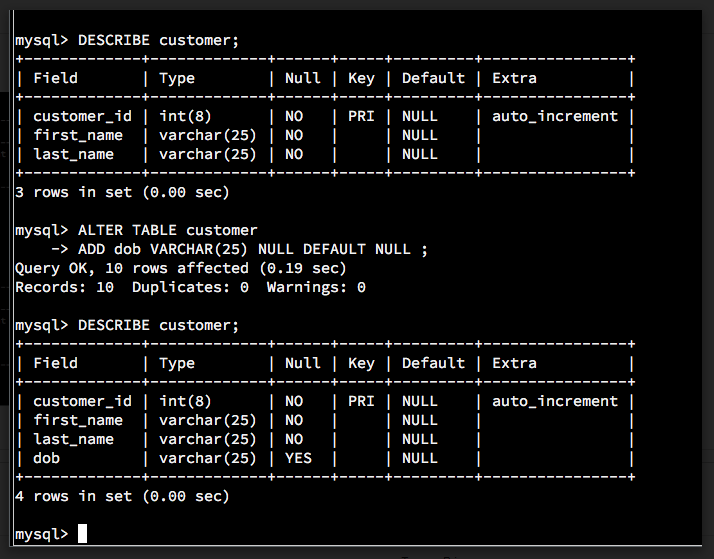 mysql> DESCRIBE customer;
+-------------+-------------+------+-----+---------+----------------+
| Field       | Type        | Null | Key | Default | Extra          |
+-------------+-------------+------+-----+---------+----------------+
| customer_id | int(8)      | NO   | PRI | NULL    | auto_increment |
| first_name  | varchar(25) | NO   |     | NULL    |                |
| last_name   | varchar(25) | NO   |     | NULL    |                |
+-------------+-------------+------+-----+---------+----------------+
3 rows in set (0.00 sec)
mysql> ALTER TABLE customer
    -> ADD dob VARCHAR(25) NULL DEFAULT NULL ;
Query OK, 10 rows affected (0.19 sec)
Records: 10  Duplicates: 0  Warnings: 0
mysql> DESCRIBE customer;
+-------------+-------------+------+-----+---------+----------------+
| Field       | Type        | Null | Key | Default | Extra          |
+-------------+-------------+------+-----+---------+----------------+
| customer_id | int(8)      | NO   | PRI | NULL    | auto_increment |
| first_name  | varchar(25) | NO   |     | NULL    |                |
| last_name   | varchar(25) | NO   |     | NULL    |                |
| dob         | varchar(25) | YES  |     | NULL    |                |
+-------------+-------------+------+-----+---------+----------------+
4 rows in set (0.00 sec)
mysql>